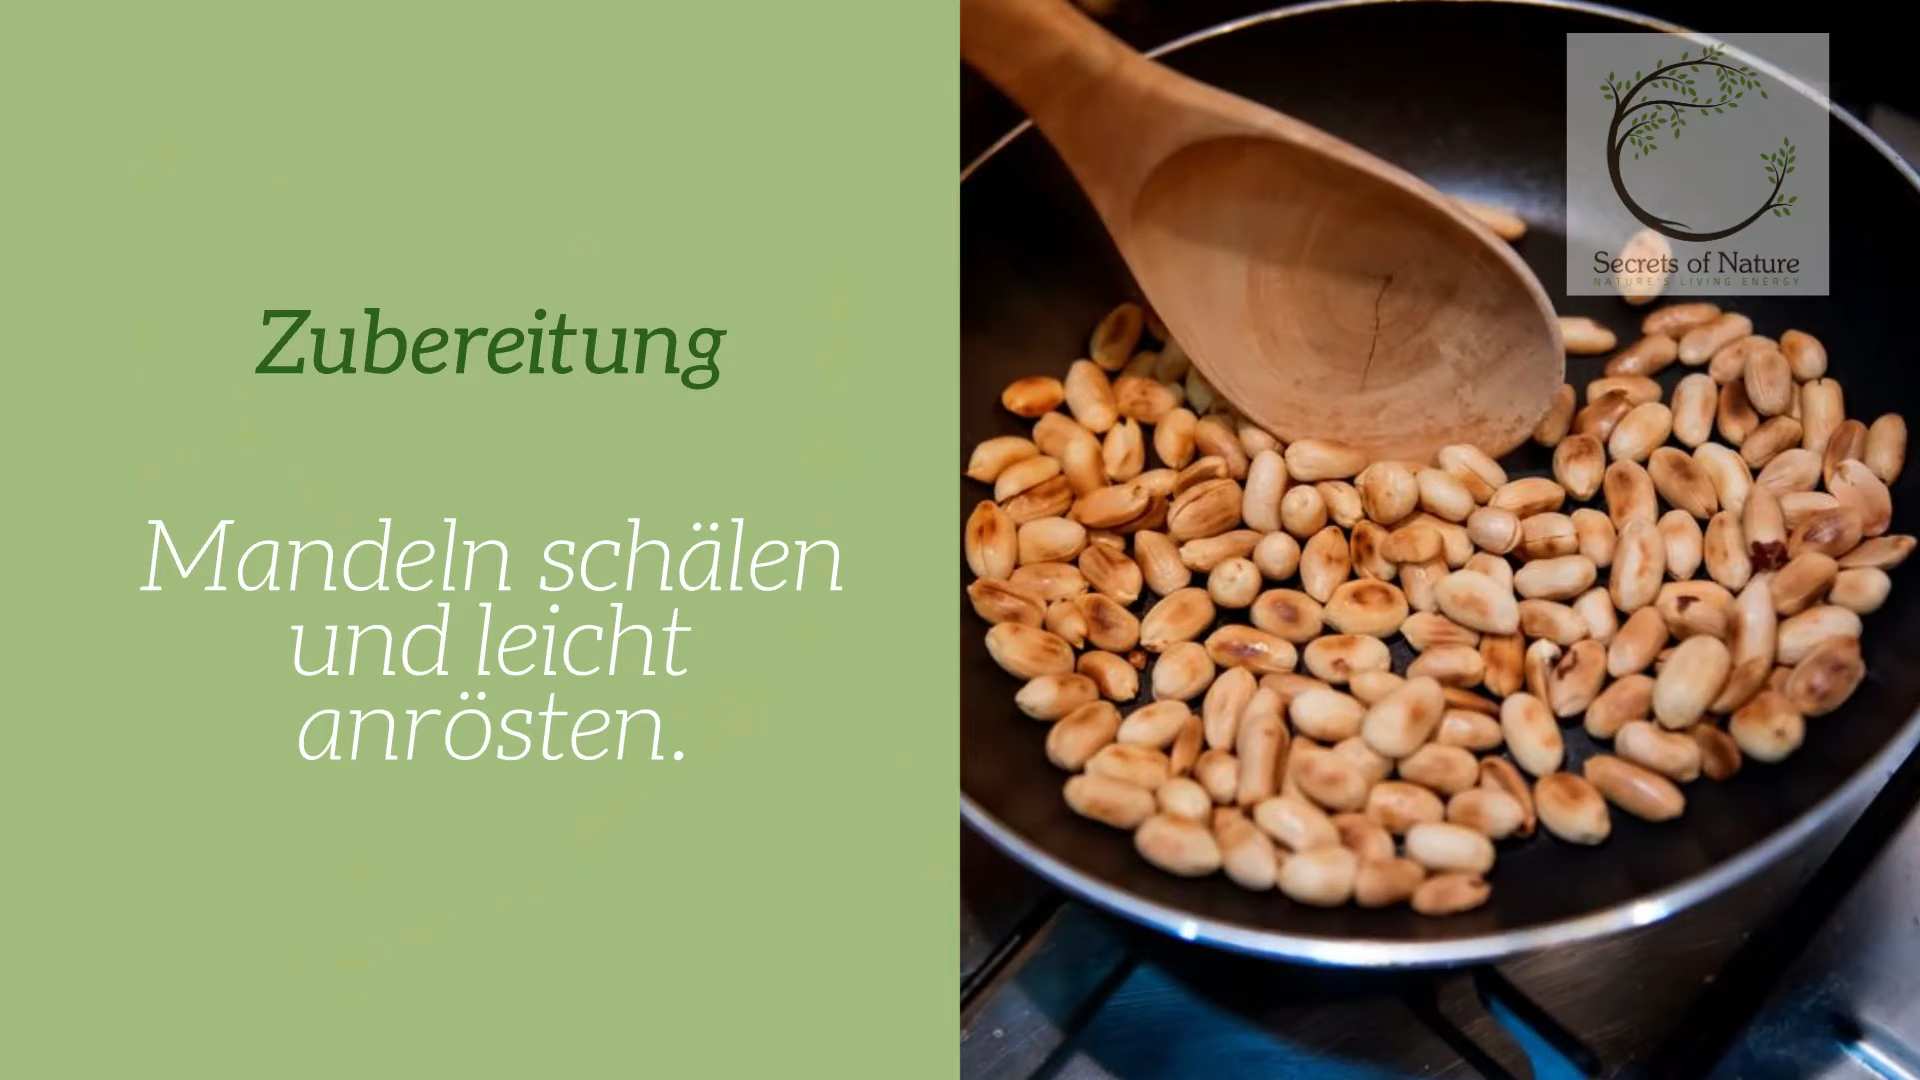 Zubereitung
Mandeln schälen
und leicht
anrösten.
Secrets of Nature
NATURE'S LIVING ENERGY